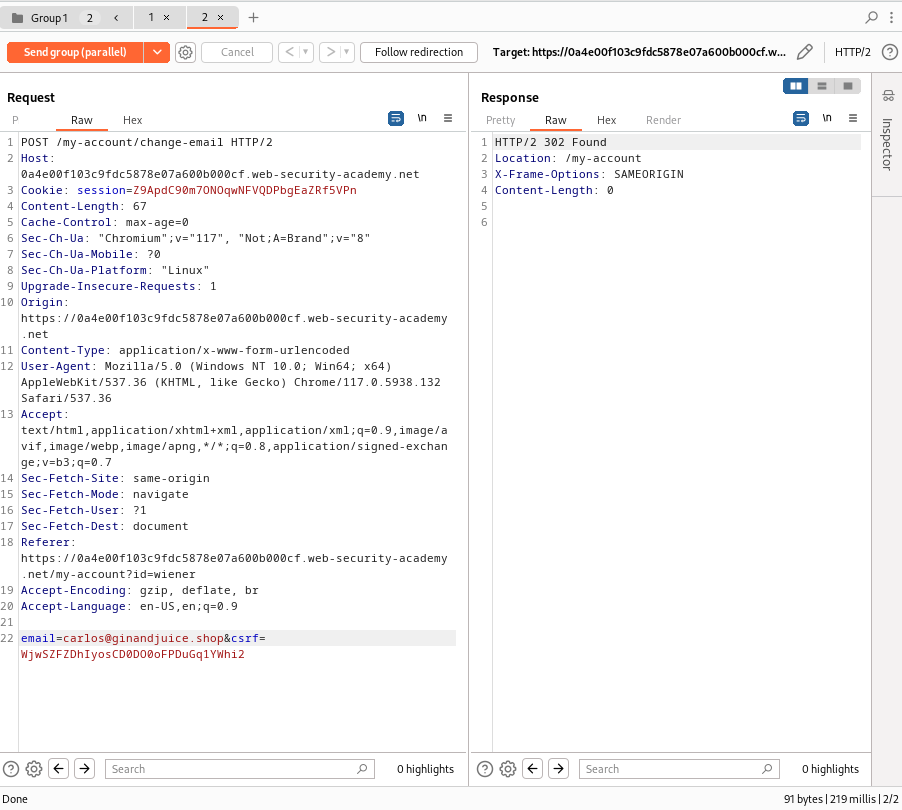 Group 1 2 1 × 2 × +
Send group (parallel) Cancel < > Follow redirection Target: https://0a4e00f103c9fdc5878e07a600b000cf.w... HTTP/2 ?
Request
P Raw Hex \n
1 POST /my-account/change-email HTTP/2
2 Host:
0a4e00f103c9fdc5878e07a600b000cf.web-security-academy.net
3 Cookie: session=Z9ApdC90m7ONOqwNFVQDPbgEaZRf5VPn
4 Content-Length: 67
5 Cache-Control: max-age=0
6 Sec-Ch-Ua: "Chromium";v="117", "Not;A=Brand";v="8"
7 Sec-Ch-Ua-Mobile: ?0
8 Sec-Ch-Ua-Platform: "Linux"
9 Upgrade-Insecure-Requests: 1
10 Origin:
https://0a4e00f103c9fdc5878e07a600b000cf.web-security-academy
.net
11 Content-Type: application/x-www-form-urlencoded
12 User-Agent: Mozilla/5.0 (Windows NT 10.0; Win64; x64)
AppleWebKit/537.36 (KHTML, like Gecko) Chrome/117.0.5938.132
Safari/537.36
13 Accept:
text/html,application/xhtml+xml,application/xml;q=0.9,image/a
vif,image/webp,image/apng,*/*;q=0.8,application/signed-exchan
ge;v=b3;q=0.7
14 Sec-Fetch-Site: same-origin
15 Sec-Fetch-Mode: navigate
16 Sec-Fetch-User: ?1
17 Sec-Fetch-Dest: document
18 Referer:
https://0a4e00f103c9fdc5878e07a600b000cf.web-security-academy
.net/my-account?id=wiener
19 Accept-Encoding: gzip, deflate, br
20 Accept-Language: en-US,en;q=0.9
21
22 email=carlos@ginandjuice.shop&csrf=
WjwSZFZDhIyosCD0DO0oFPDuGq1YWhi2
? Search 0 highlights
Response
Pretty Raw Hex Render \n
1 HTTP/2 302 Found
2 Location: /my-account
3 X-Frame-Options: SAMEORIGIN
4 Content-Length: 0
5
6
? Search 0 highlights
Inspector
Done 91 bytes | 219 millis | 2/2